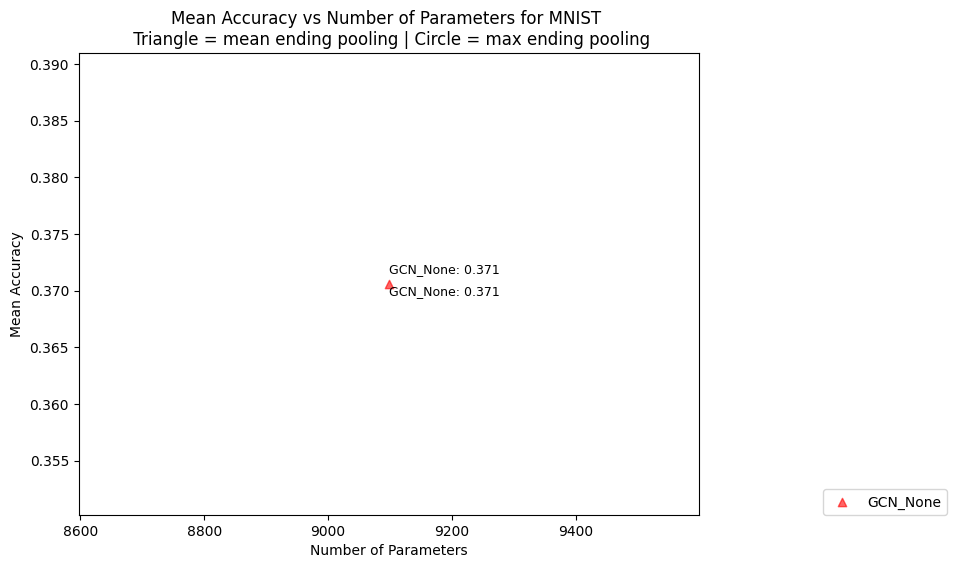 Mean Accuracy vs Number of Parameters for MNIST
Triangle = mean ending pooling | Circle = max ending pooling
0.390
0.385
0.380
0.375
0.370
0.365
0.360
0.355
Mean Accuracy
GCN_None: 0.371
GCN_None: 0.371
8600
8800
9000
9200
9400
Number of Parameters
GCN_None